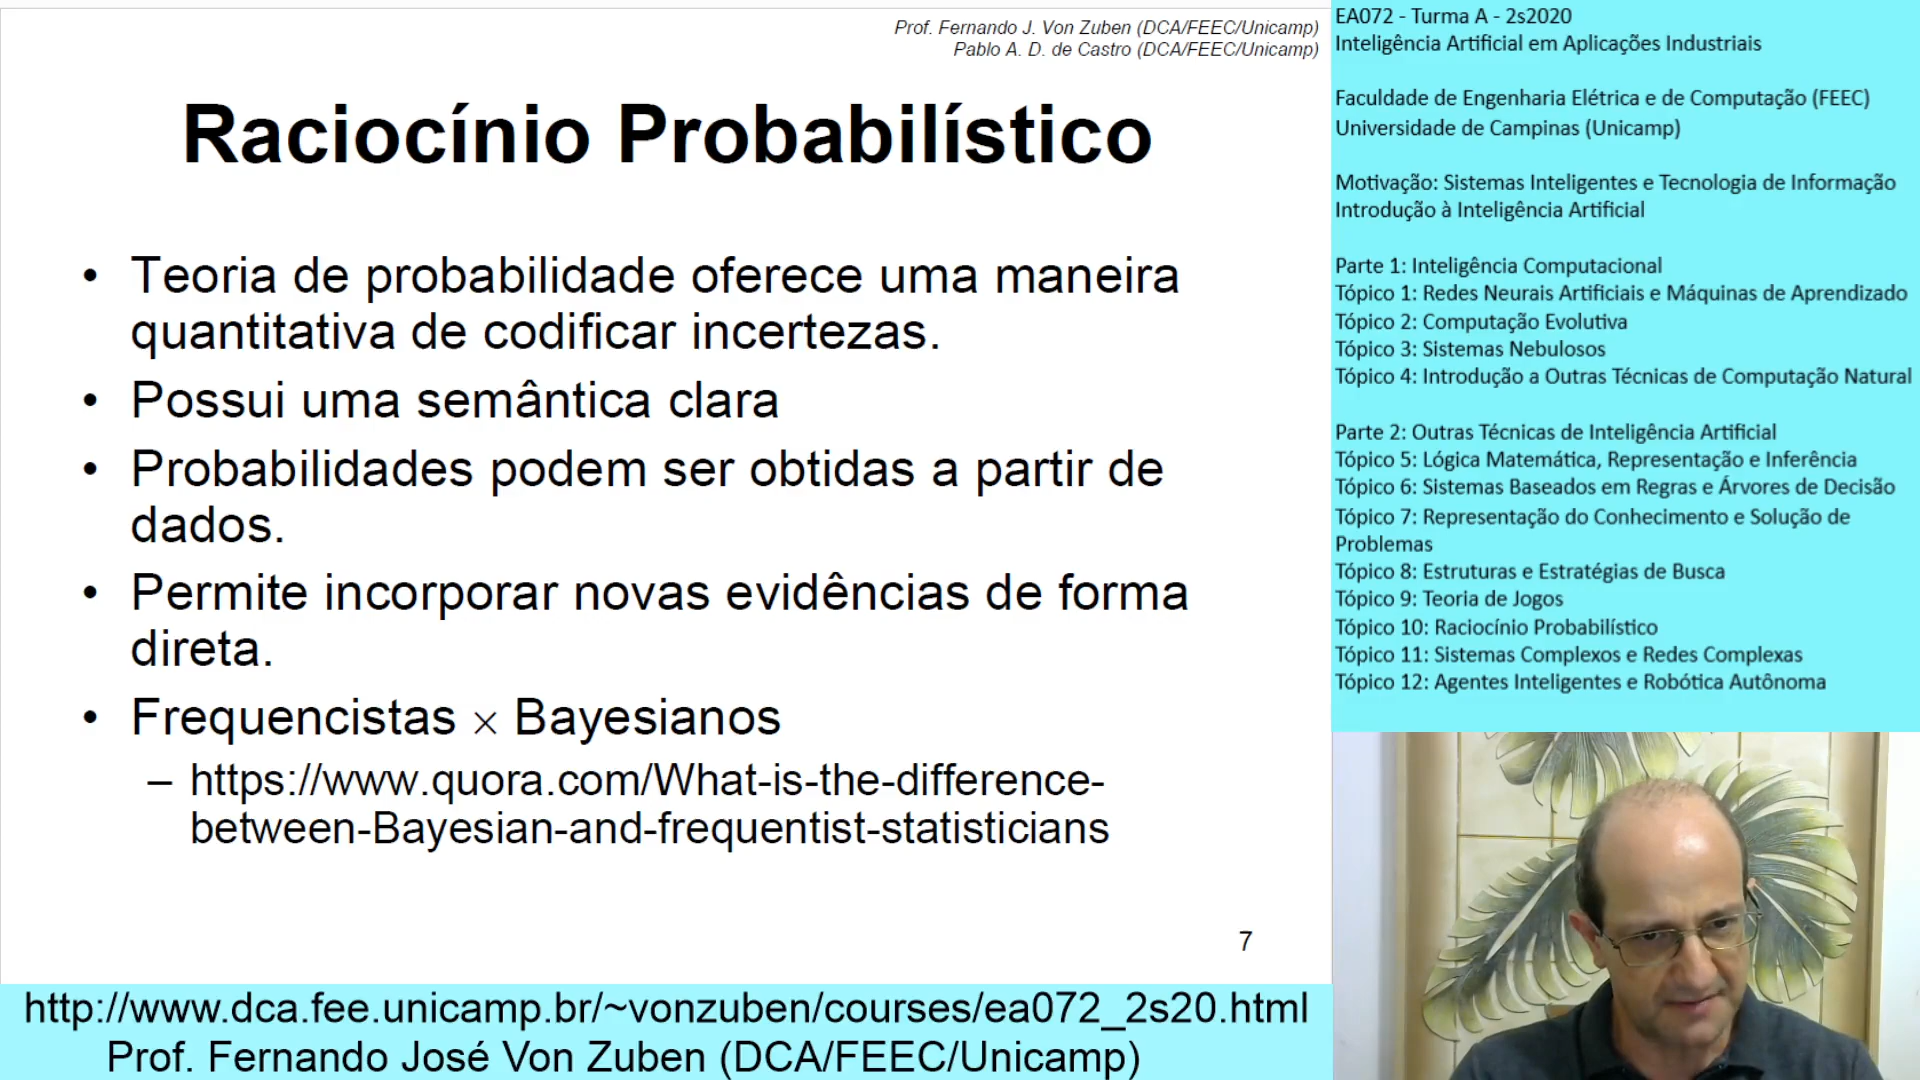 Prof. Fernando J. Von Zuben (DCA/FEEC/Unicamp)
Pablo A. D. de Castro (DCA/FEEC/Unicamp)
Raciocínio Probabilístico
• Teoria de probabilidade oferece uma maneira
quantitativa de codificar incertezas.
• Possui uma semântica clara
• Probabilidades podem ser obtidas a partir de
dados.
• Permite incorporar novas evidências de forma
direta.
• Frequencistas × Bayesianos
– https://www.quora.com/What-is-the-difference-
between-Bayesian-and-frequentist-statisticians
7
http://www.dca.fee.unicamp.br/~vonzuben/courses/ea072_2s20.html
Prof. Fernando José Von Zuben (DCA/FEEC/Unicamp)
EA072 - Turma A - 2s2020
Inteligência Artificial em Aplicações Industriais
Faculdade de Engenharia Elétrica e de Computação (FEEC)
Universidade de Campinas (Unicamp)
Motivação: Sistemas Inteligentes e Tecnologia de Informação
Introdução à Inteligência Artificial
Parte 1: Inteligência Computacional
Tópico 1: Redes Neurais Artificiais e Máquinas de Aprendizado
Tópico 2: Computação Evolutiva
Tópico 3: Sistemas Nebulosos
Tópico 4: Introdução a Outras Técnicas de Computação Natural
Parte 2: Outras Técnicas de Inteligência Artificial
Tópico 5: Lógica Matemática, Representação e Inferência
Tópico 6: Sistemas Baseados em Regras e Árvores de Decisão
Tópico 7: Representação do Conhecimento e Solução de
Problemas
Tópico 8: Estruturas e Estratégias de Busca
Tópico 9: Teoria de Jogos
Tópico 10: Raciocínio Probabilístico
Tópico 11: Sistemas Complexos e Redes Complexas
Tópico 12: Agentes Inteligentes e Robótica Autônoma